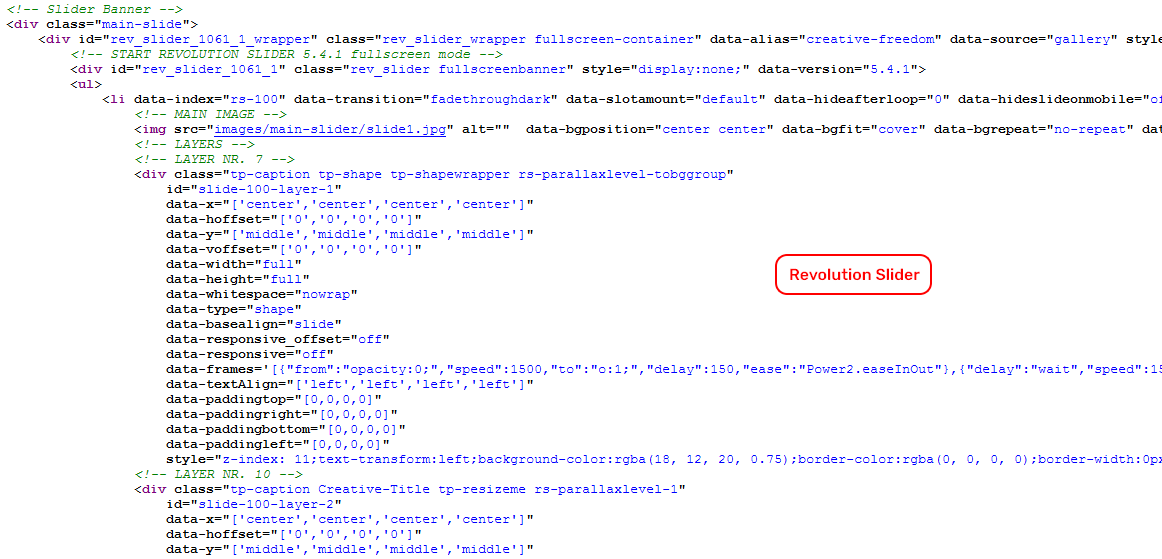 <!-- Slider Banner -->
<div class="main-slide">
<div id="rev_slider_1061_1_wrapper" class="rev_slider_wrapper fullscreen-container" data-alias="creative-freedom" data-source="gallery" style
<!-- START REVOLUTION SLIDER 5.4.1 fullscreen mode -->
<div id="rev_slider_1061_1" class="rev_slider fullscreenbanner" style="display:none;" data-version="5.4.1">
<ul>
<li data-index="rs-100" data-transition="fadethroughdark" data-slotamount="default" data-hideafterloop="0" data-hideslideonmobile="of
<!-- MAIN IMAGE -->
<img src="images/main-slider/slide1.jpg" alt=""  data-bgposition="center center" data-bgfit="cover" data-bgrepeat="no-repeat" dat
<!-- LAYERS -->
<!-- LAYER NR. 7 -->
<div class="tp-caption tp-shape tp-shapewrapper rs-parallaxlevel-tobggroup"
id="slide-100-layer-1"
data-x="['center','center','center','center']"
data-hoffset="['0','0','0','0']"
data-y="['middle','middle','middle','middle']"
data-voffset="['0','0','0','0']"
data-width="full"
data-height="full"
data-whitespace="nowrap"
data-type="shape"
data-basealign="slide"
data-responsive_offset="off"
data-responsive="off"
data-frames='[{"from":"opacity:0;","speed":1500,"to":"o:1;","delay":150,"ease":"Power2.easeInOut"},{"delay":"wait","speed":15
data-textAlign="['left','left','left','left']"
data-paddingtop="[0,0,0,0]"
data-paddingright="[0,0,0,0]"
data-paddingbottom="[0,0,0,0]"
data-paddingleft="[0,0,0,0]"
style="z-index: 11;text-transform:left;background-color:rgba(18, 12, 20, 0.75);border-color:rgba(0, 0, 0, 0);border-width:0px
<!-- LAYER NR. 10 -->
<div class="tp-caption Creative-Title tp-resizeme rs-parallaxlevel-1"
id="slide-100-layer-2"
data-x="['center','center','center','center']"
data-hoffset="['0','0','0','0']"
data-y="['middle','middle','middle','middle']"
Revolution Slider